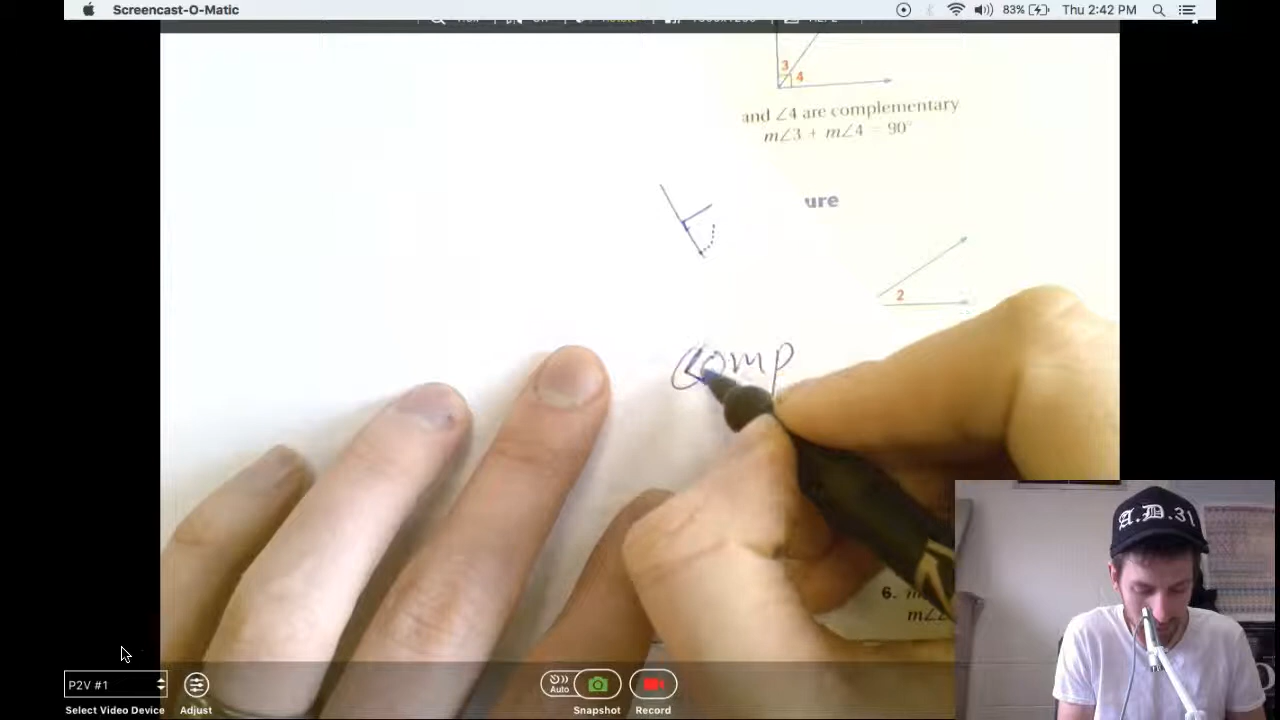 Screencast-O-Matic
83%
Thu 2:42 PM
3
4
and ∠4 are complementary
m∠3 + m∠4 = 90°
ure
2
Comp
6.
A.D.31
P2V #1
Select Video Device
Adjust
Auto
Snapshot
Record